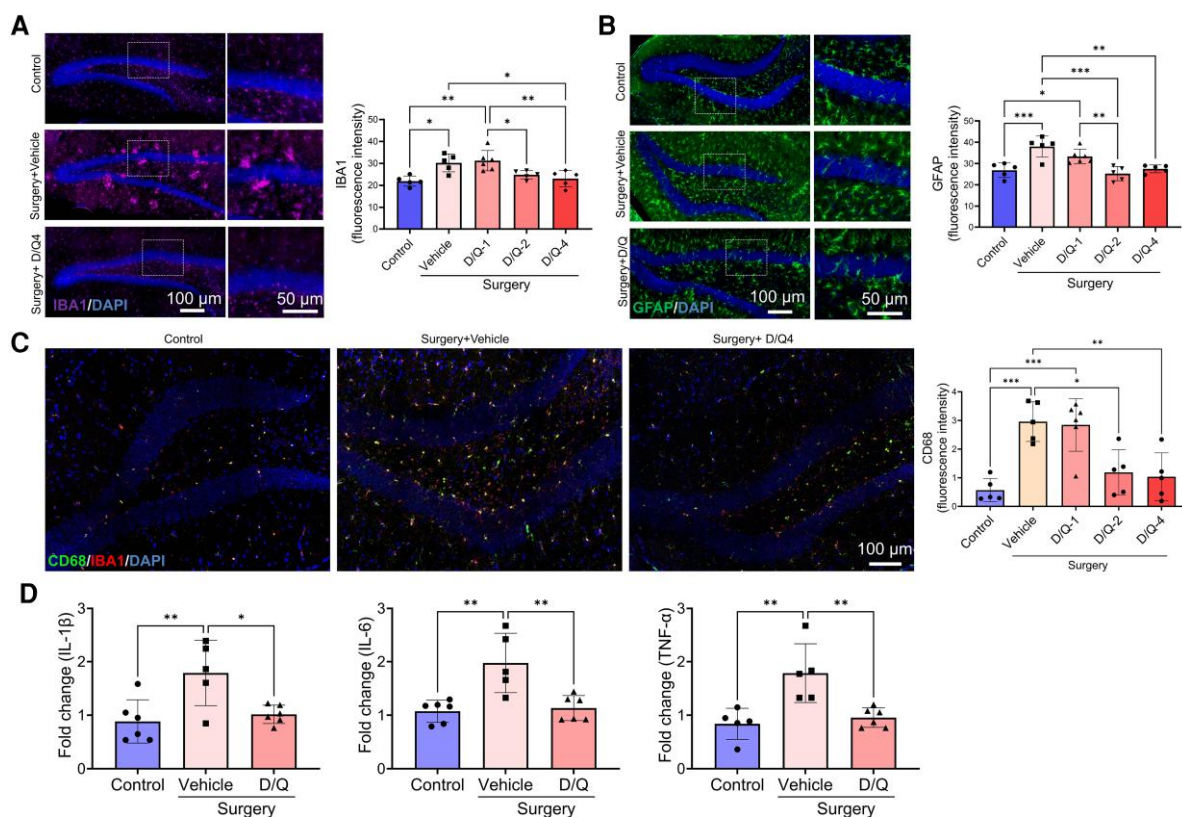 A
Control
Surgery+Vehicle
Surgery+ D/Q4
IBA1/DAPI
100 µm
50 µm
IBA1
(fluorescence intensity)
50
40
30
20
10
0
*
** **
* *
Control
Vehicle
D/Q-1
D/Q-2
D/Q-4
Surgery
B
Control
Surgery+Vehicle
Surgery+D/Q
GFAP/DAPI
100 µm
50 µm
GFAP
(fluorescence intensity)
50
40
30
20
10
0
**
***
*
*** **
Control
Vehicle
D/Q-1
D/Q-2
D/Q-4
Surgery
C
Control
Surgery+Vehicle
Surgery+ D/Q4
CD68/IBA1/DAPI
100 µm
CD68
(fluorescence intensity)
4
3
2
1
0
**
***
*** *
Control
Vehicle
D/Q-1
D/Q-2
D/Q-4
Surgery
D
Fold change (IL-1β)
3
2
1
0
** *
Control Vehicle D/Q
Surgery
Fold change (IL-6)
3
2
1
0
** **
Control Vehicle D/Q
Surgery
Fold change (TNF-α)
3
2
1
0
** **
Control Vehicle D/Q
Surgery